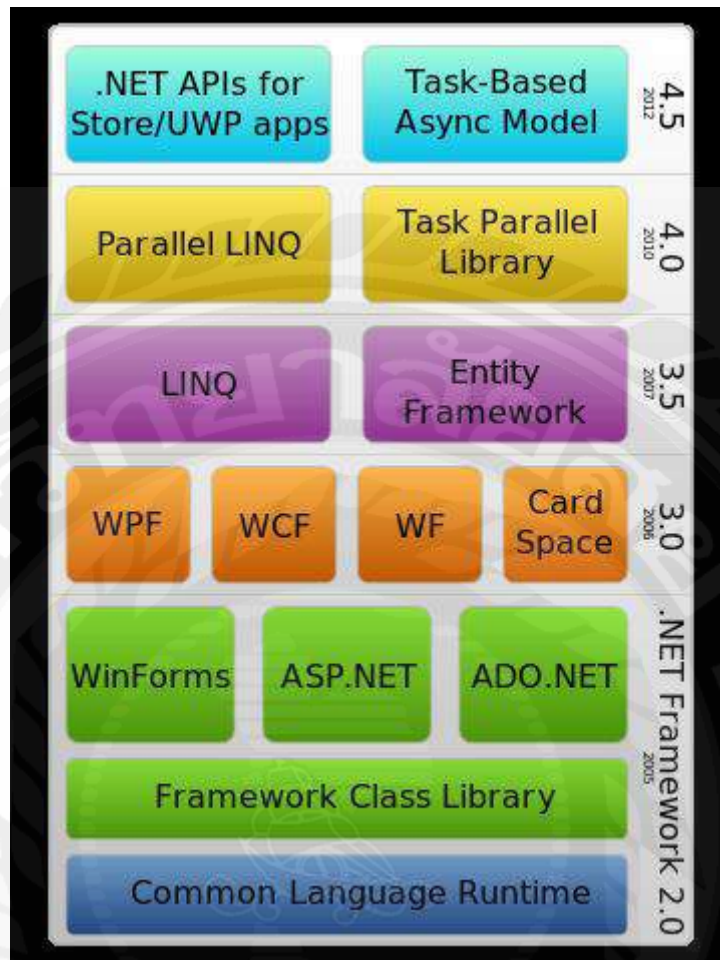 .NET APIs for
Store/UWP apps
Task-Based
Async Model
4.5
2012
Parallel LINQ
Task Parallel
Library
4.0
2010
LINQ
Entity
Framework
3.5
2007
WPF
WCF
WF
Card
Space
3.0
2006
WinForms
ASP.NET
ADO.NET
Framework Class Library
Common Language Runtime
.NET Framework 2.0
2005